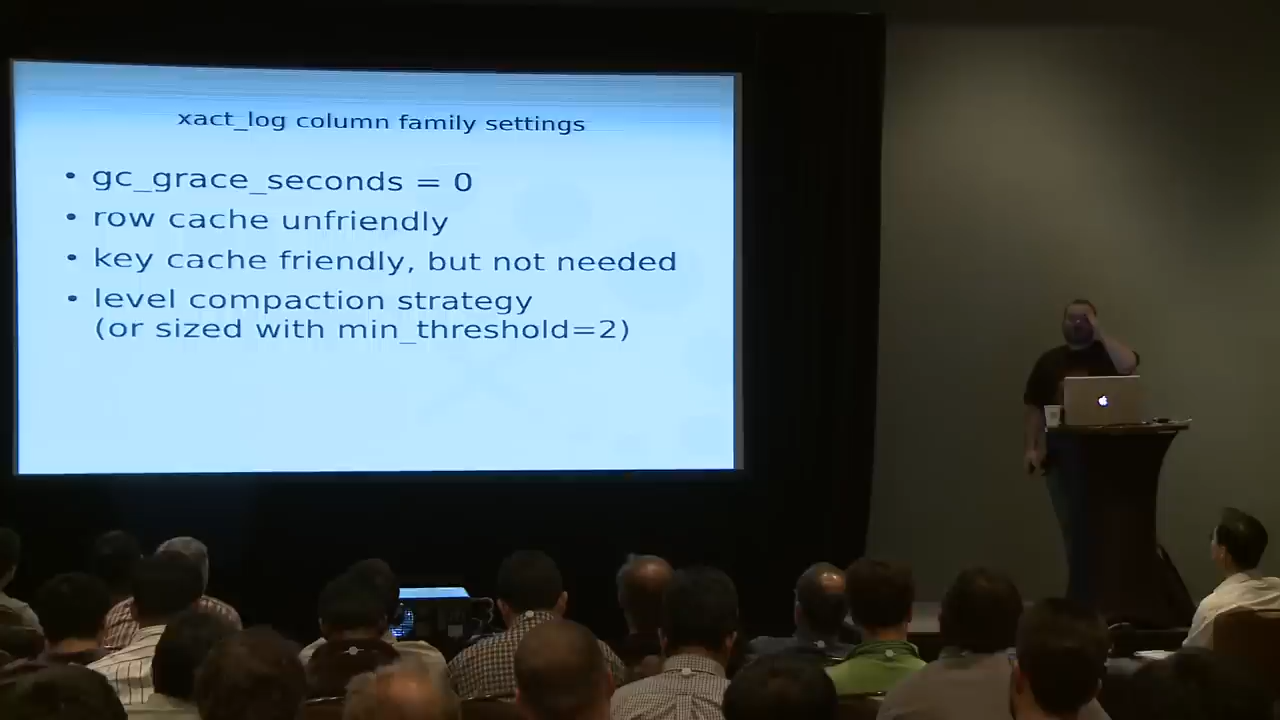 xact_log column family settings
• gc_grace_seconds = 0
• row cache unfriendly
• key cache friendly, but not needed
• level compaction strategy
(or sized with min_threshold=2)